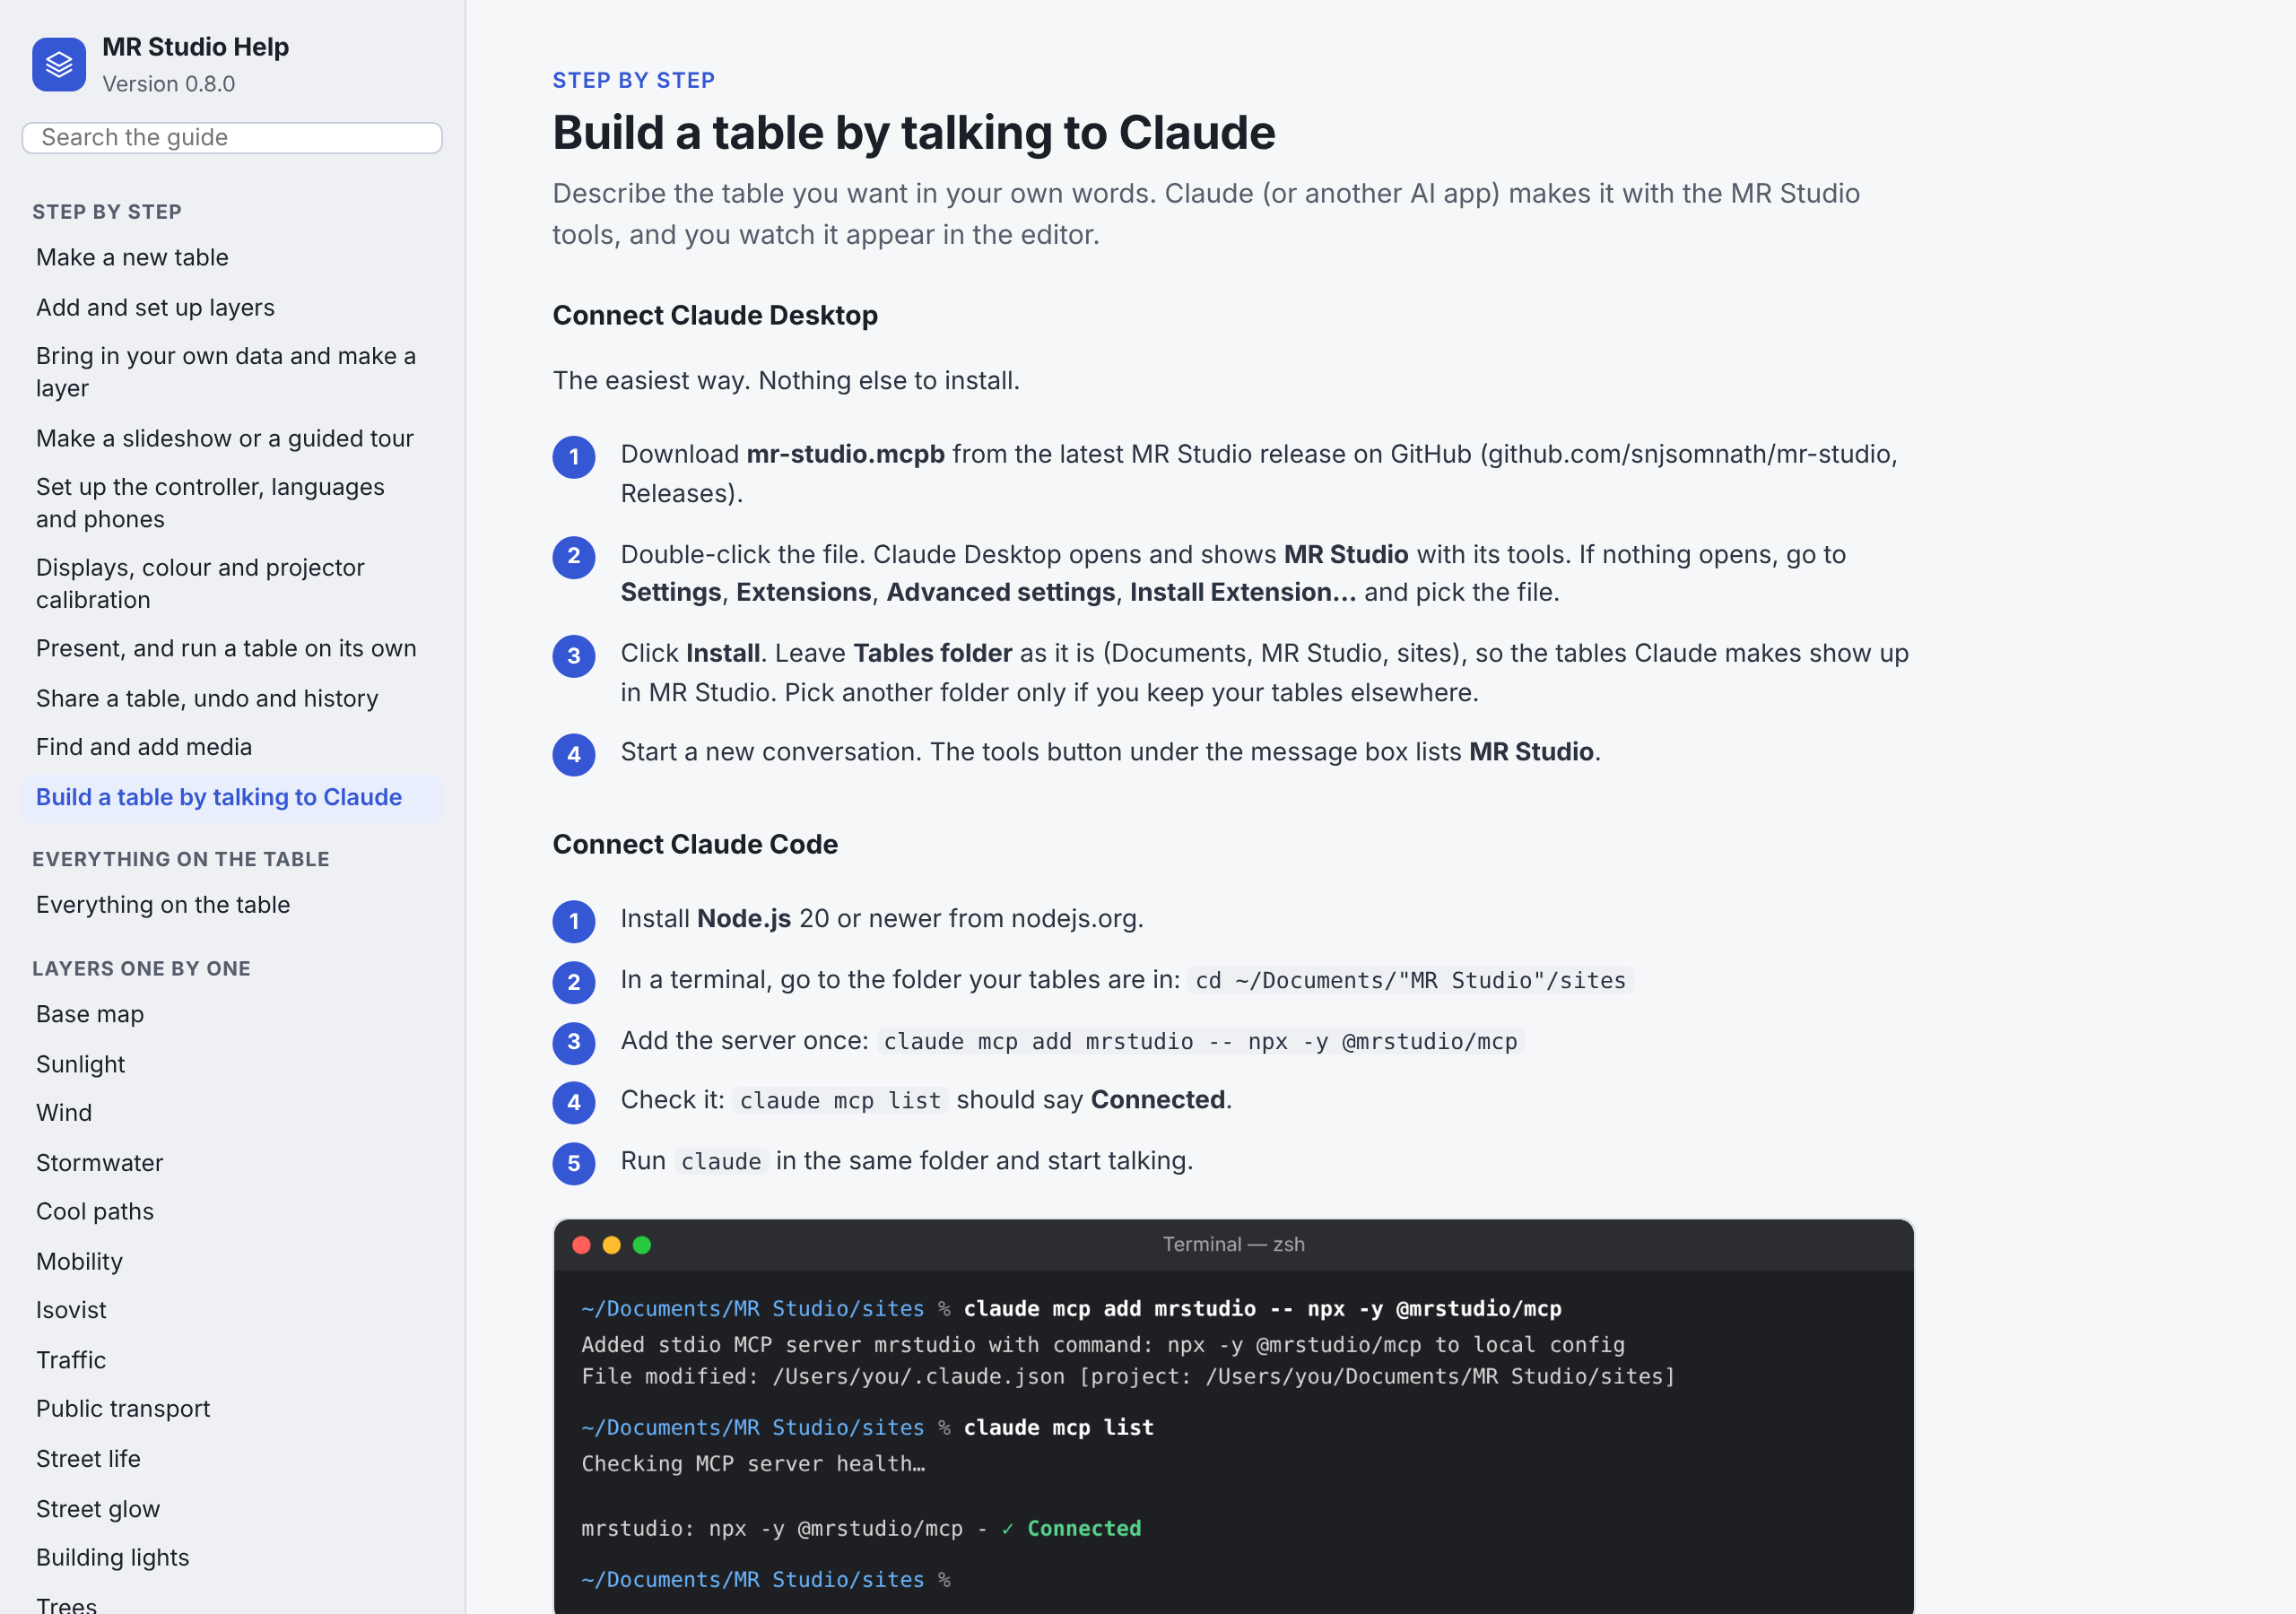 MR Studio Help
Version 0.8.0
Search the guide
STEP BY STEP
Make a new table
Add and set up layers
Bring in your own data and make a
layer
Make a slideshow or a guided tour
Set up the controller, languages
and phones
Displays, colour and projector
calibration
Present, and run a table on its own
Share a table, undo and history
Find and add media
Build a table by talking to Claude
EVERYTHING ON THE TABLE
Everything on the table
LAYERS ONE BY ONE
Base map
Sunlight
Wind
Stormwater
Cool paths
Mobility
Isovist
Traffic
Public transport
Street life
Street glow
Building lights
Trees
STEP BY STEP
Build a table by talking to Claude
Describe the table you want in your own words. Claude (or another AI app) makes it with the MR Studio
tools, and you watch it appear in the editor.
Connect Claude Desktop
The easiest way. Nothing else to install.
1 Download mr-studio.mcpb from the latest MR Studio release on GitHub (github.com/snjsomnath/mr-studio,
Releases).
2 Double-click the file. Claude Desktop opens and shows MR Studio with its tools. If nothing opens, go to
Settings, Extensions, Advanced settings, Install Extension... and pick the file.
3 Click Install. Leave Tables folder as it is (Documents, MR Studio, sites), so the tables Claude makes show up
in MR Studio. Pick another folder only if you keep your tables elsewhere.
4 Start a new conversation. The tools button under the message box lists MR Studio.
Connect Claude Code
1 Install Node.js 20 or newer from nodejs.org.
2 In a terminal, go to the folder your tables are in: cd ~/Documents/"MR Studio"/sites
3 Add the server once: claude mcp add mrstudio -- npx -y @mrstudio/mcp
4 Check it: claude mcp list should say Connected.
5 Run claude in the same folder and start talking.
Terminal — zsh
~/Documents/MR Studio/sites % claude mcp add mrstudio -- npx -y @mrstudio/mcp
Added stdio MCP server mrstudio with command: npx -y @mrstudio/mcp to local config
File modified: /Users/you/.claude.json [project: /Users/you/Documents/MR Studio/sites]
~/Documents/MR Studio/sites % claude mcp list
Checking MCP server health…
mrstudio: npx -y @mrstudio/mcp - ✓ Connected
~/Documents/MR Studio/sites %